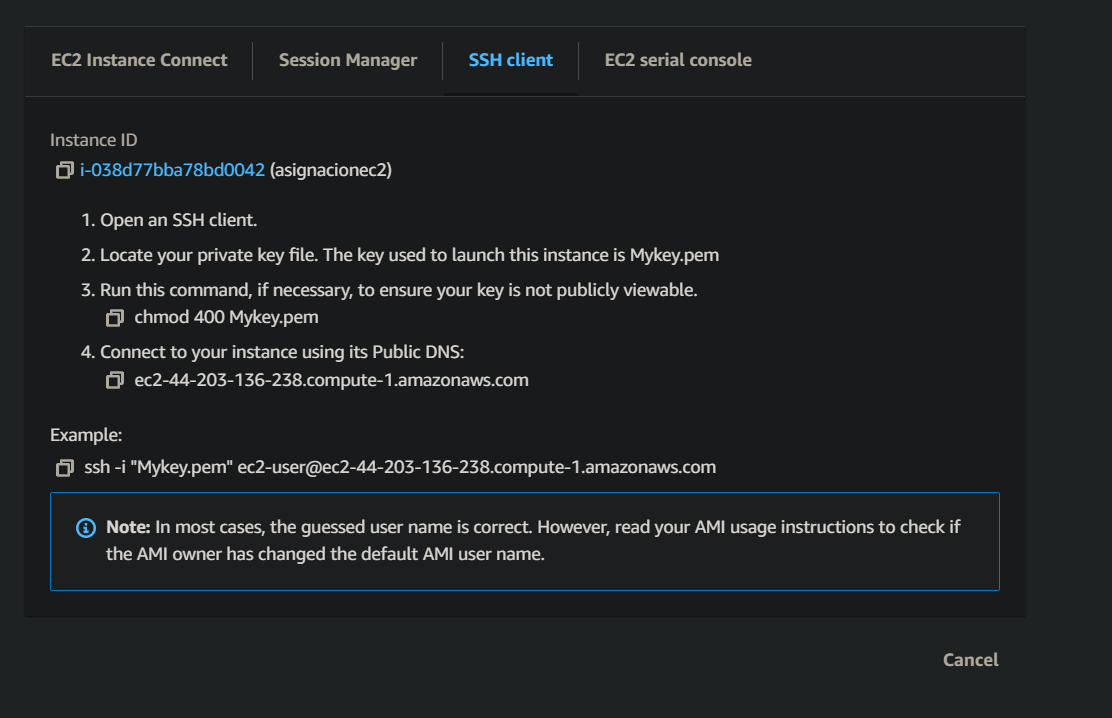 EC2 Instance Connect
Session Manager
SSH client
EC2 serial console
Instance ID
i-038d77bba78bd0042 (asignacionec2)
1. Open an SSH client.
2. Locate your private key file. The key used to launch this instance is Mykey.pem
3. Run this command, if necessary, to ensure your key is not publicly viewable.
chmod 400 Mykey.pem
4. Connect to your instance using its Public DNS:
ec2-44-203-136-238.compute-1.amazonaws.com
Example:
ssh -i "Mykey.pem" ec2-user@ec2-44-203-136-238.compute-1.amazonaws.com
Note: In most cases, the guessed user name is correct. However, read your AMI usage instructions to check if
the AMI owner has changed the default AMI user name.
Cancel